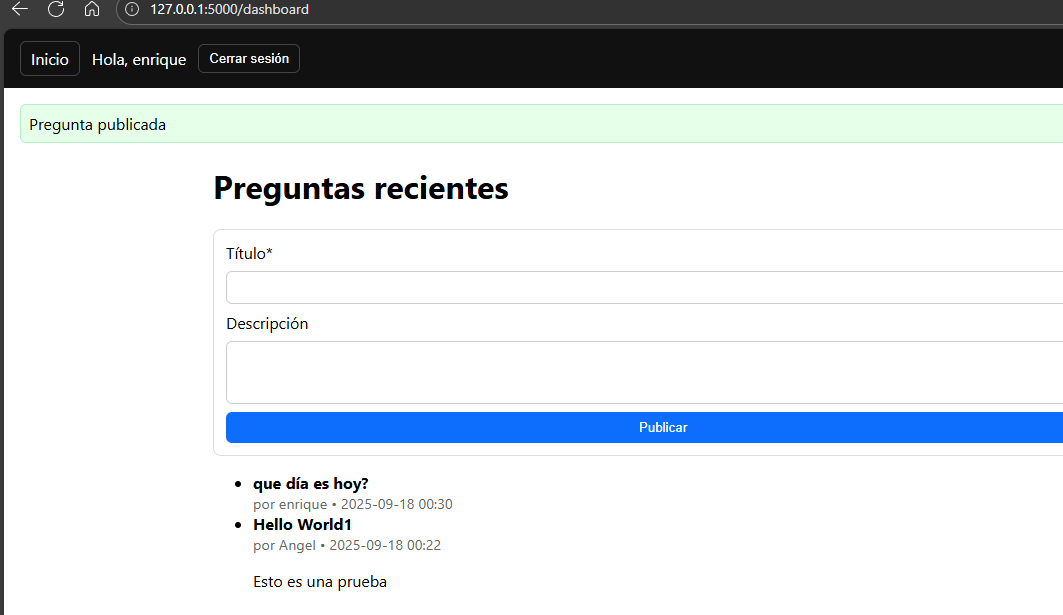 127.0.0.1:5000/dashboard
Inicio Hola, enrique Cerrar sesión
Pregunta publicada
Preguntas recientes
Título*
Descripción
Publicar
que día es hoy?
por enrique • 2025-09-18 00:30
Hello World1
por Angel • 2025-09-18 00:22
Esto es una prueba